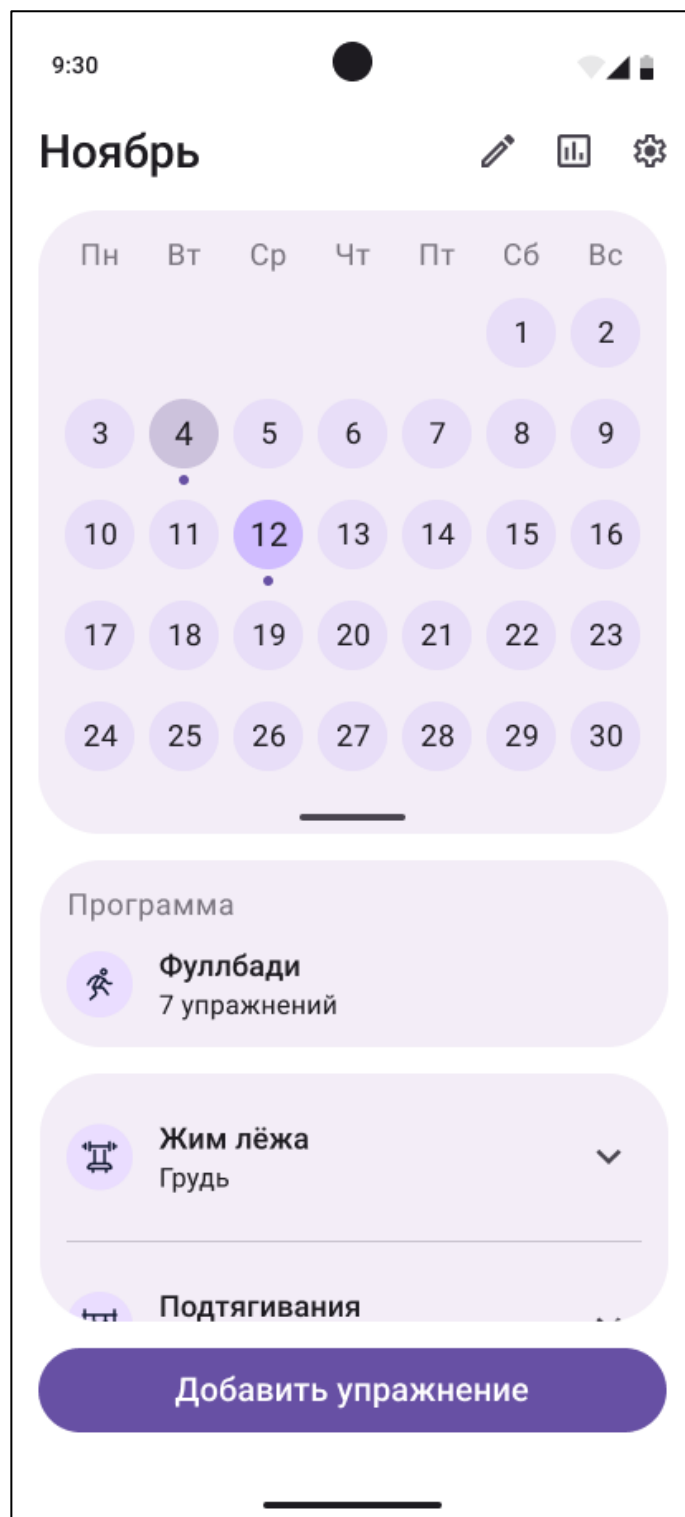 9:30
Ноябрь
Пн Вт Ср Чт Пт Сб Вс
1 2
3 4 5 6 7 8 9
10 11 12 13 14 15 16
17 18 19 20 21 22 23
24 25 26 27 28 29 30
Программа
Фуллбади
7 упражнений
Жим лёжа
Грудь
Подтягивания
Добавить упражнение